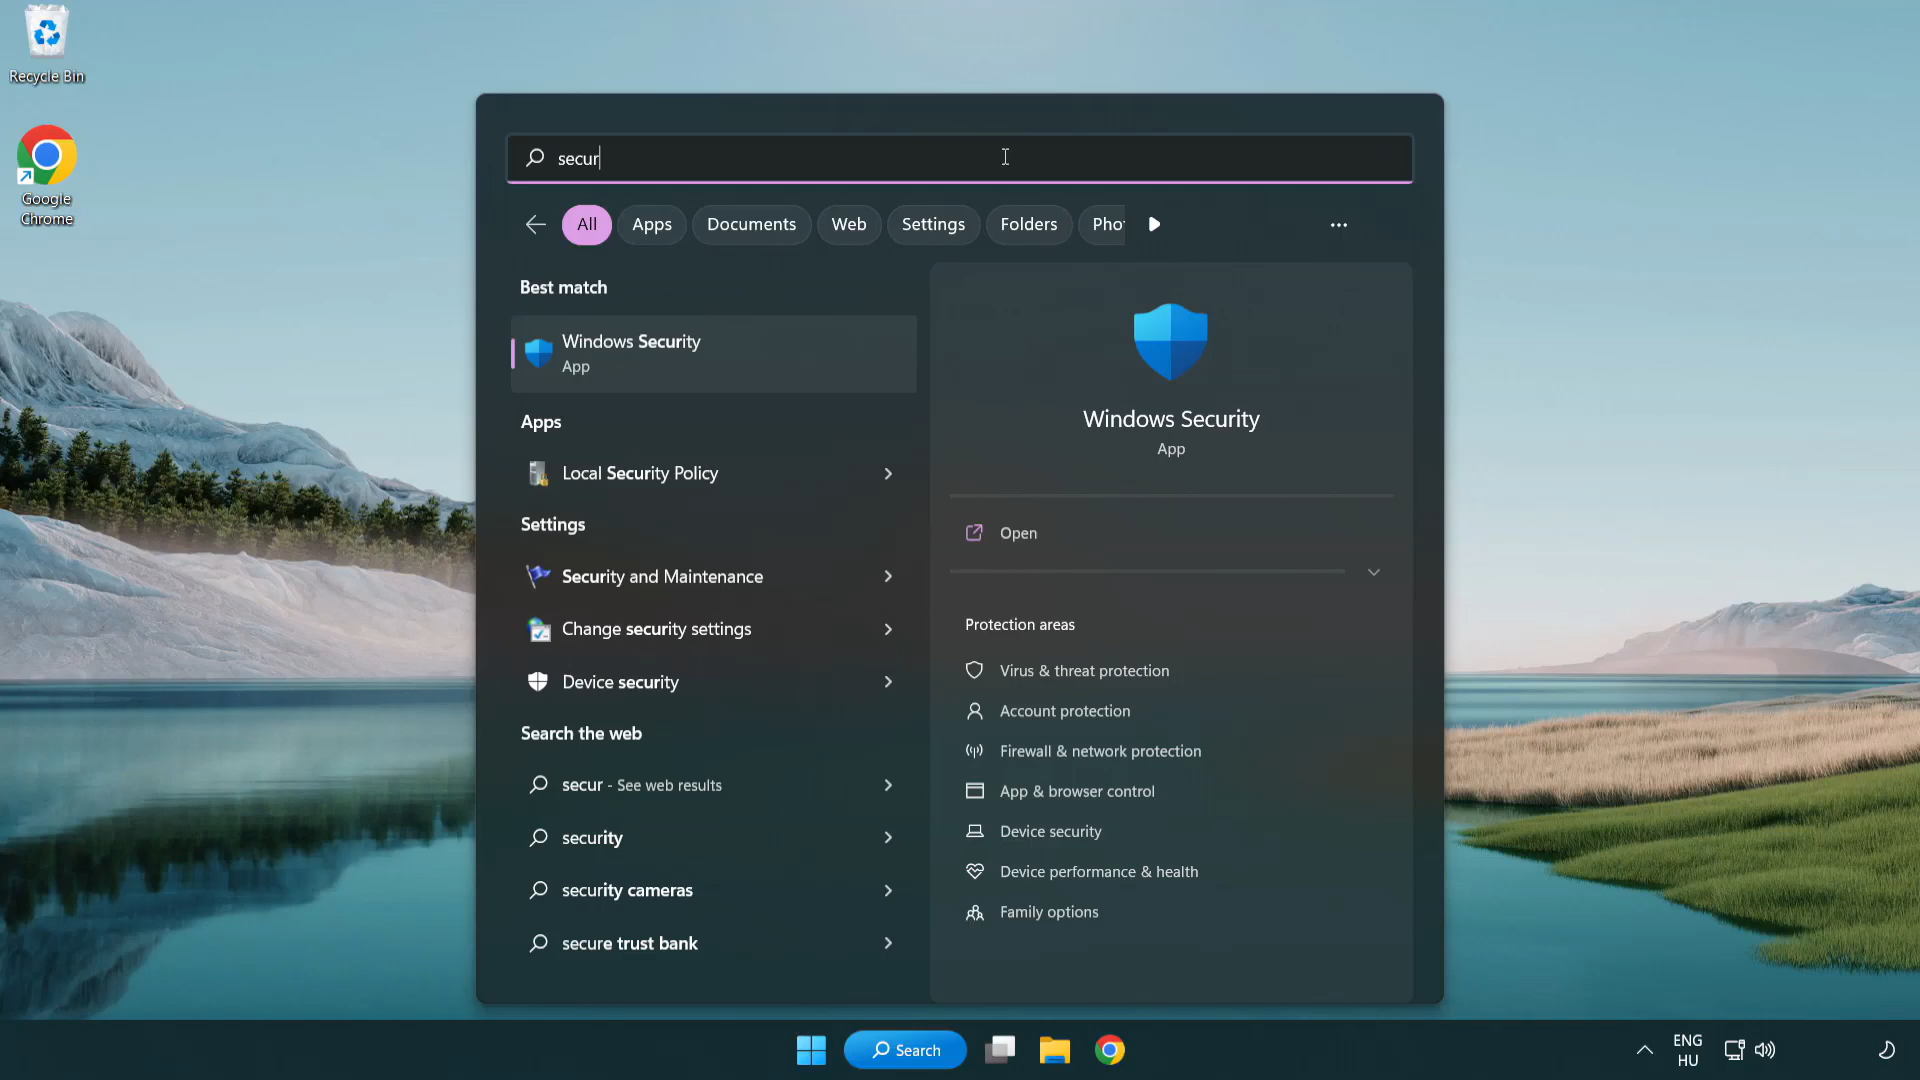 Recycle Bin
Google
Chrome
secur
All
Apps
Documents
Web
Settings
Folders
Pho
Best match
Windows Security
App
Apps
Local Security Policy
Settings
Security and Maintenance
Change security settings
Device security
Search the web
secur - See web results
security
security cameras
secure trust bank
Windows Security
App
Open
Protection areas
Virus & threat protection
Account protection
Firewall & network protection
App & browser control
Device security
Device performance & health
Family options
Search
ENG
HU